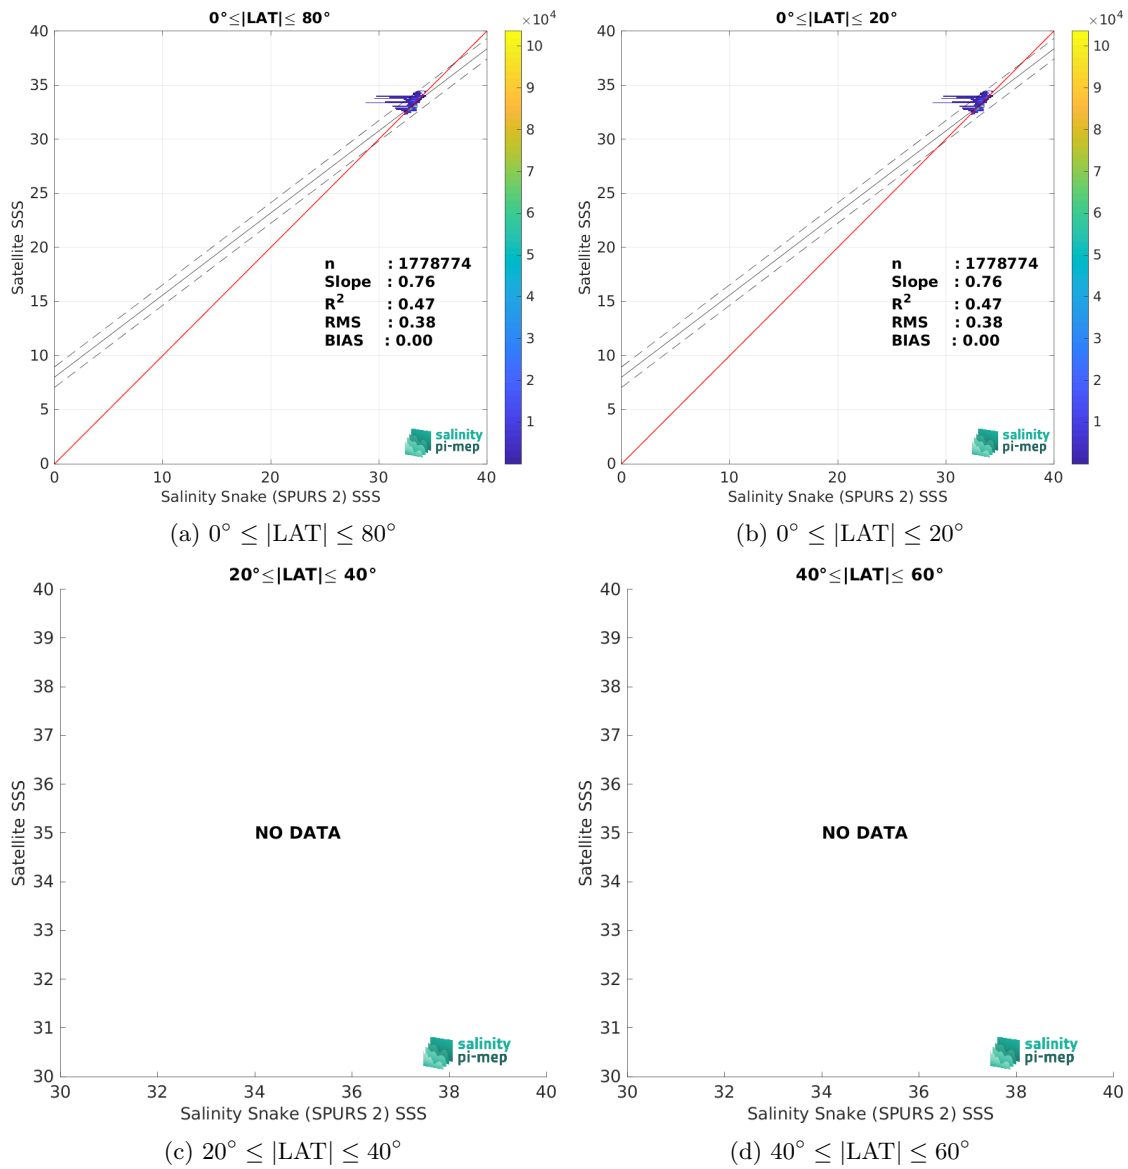 0°≤|LAT|≤ 80°
×10⁴
40
35
30
25
20
15
10
5
0
Satellite SSS
n : 1778774
Slope : 0.76
R² : 0.47
RMS : 0.38
BIAS : 0.00
salinity
pi-mep
0 10 20 30 40
Salinity Snake (SPURS 2) SSS
10
9
8
7
6
5
4
3
2
1
(a) 0° ≤ |LAT| ≤ 80°
0°≤|LAT|≤ 20°
×10⁴
40
35
30
25
20
15
10
5
0
Satellite SSS
n : 1778774
Slope : 0.76
R² : 0.47
RMS : 0.38
BIAS : 0.00
salinity
pi-mep
0 10 20 30 40
Salinity Snake (SPURS 2) SSS
10
9
8
7
6
5
4
3
2
1
(b) 0° ≤ |LAT| ≤ 20°
20°≤|LAT|≤ 40°
40
39
38
37
36
35
34
33
32
31
30
Satellite SSS
NO DATA
salinity
pi-mep
30 32 34 36 38 40
Salinity Snake (SPURS 2) SSS
(c) 20° ≤ |LAT| ≤ 40°
40°≤|LAT|≤ 60°
40
39
38
37
36
35
34
33
32
31
30
Satellite SSS
NO DATA
salinity
pi-mep
30 32 34 36 38 40
Salinity Snake (SPURS 2) SSS
(d) 40° ≤ |LAT| ≤ 60°